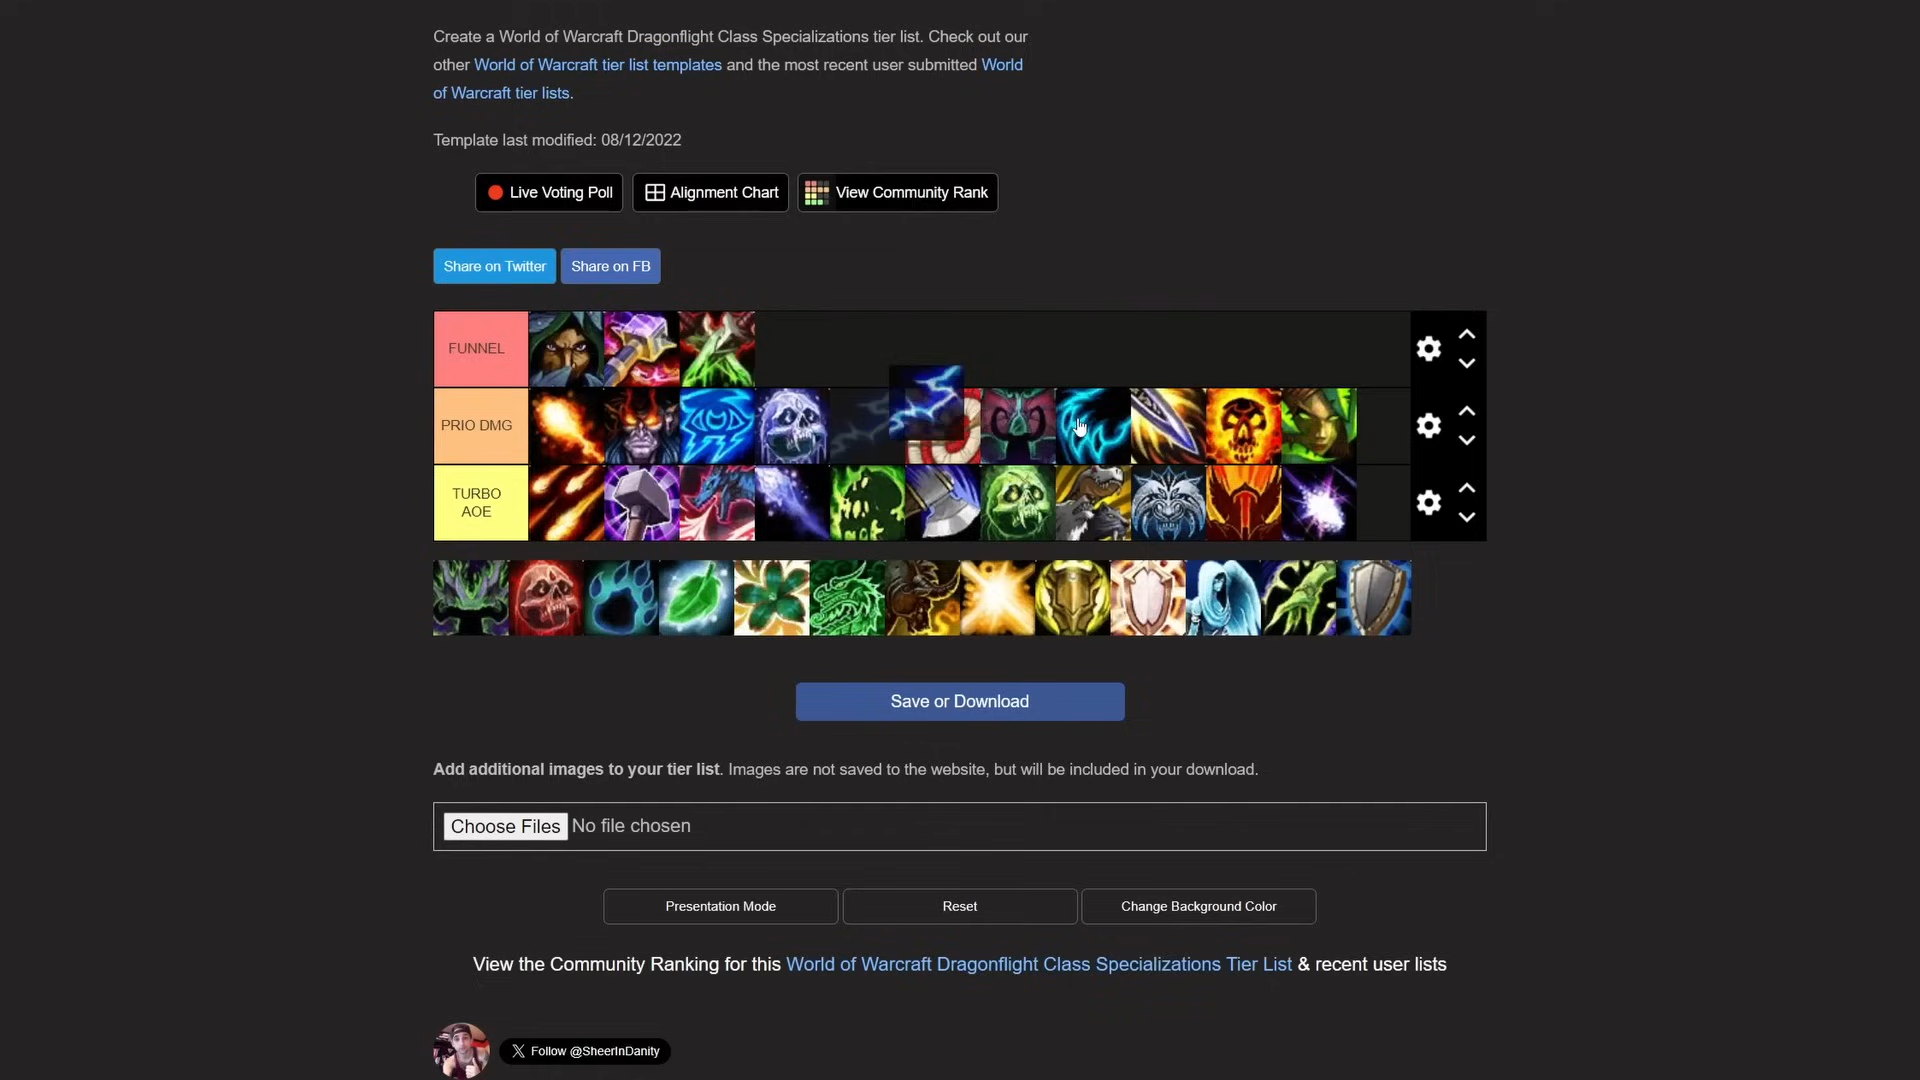 Create a World of Warcraft Dragonflight Class Specializations tier list. Check out our
other World of Warcraft tier list templates and the most recent user submitted World
of Warcraft tier lists.
Template last modified: 08/12/2022
Live Voting Poll
Alignment Chart
View Community Rank
Share on Twitter
Share on FB
FUNNEL
PRIO DMG
TURBO
AOE
Save or Download
Add additional images to your tier list. Images are not saved to the website, but will be included in your download.
Choose Files No file chosen
Presentation Mode
Reset
Change Background Color
View the Community Ranking for this World of Warcraft Dragonflight Class Specializations Tier List & recent user lists
Follow @SheerInDanity